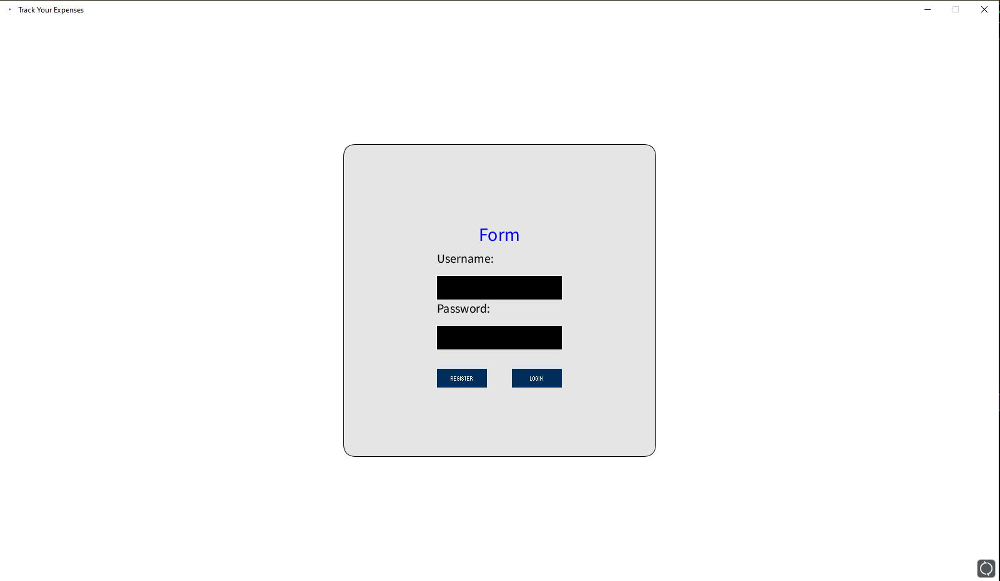 Track Your Expenses
Form
Username:
Password:
REGISTER LOGIN